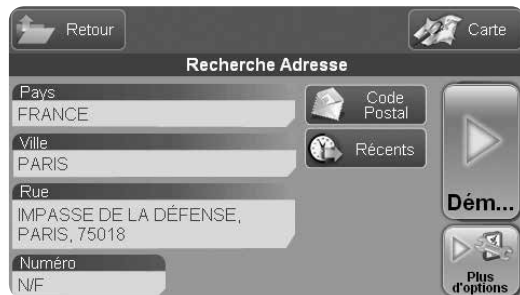 Retour
Carte
Recherche Adresse
Pays
FRANCE
Code
Postal
Ville
PARIS
Récents
Rue
IMPASSE DE LA DÉFENSE,
PARIS, 75018
Dém...
Numéro
N/F
Plus
d'options